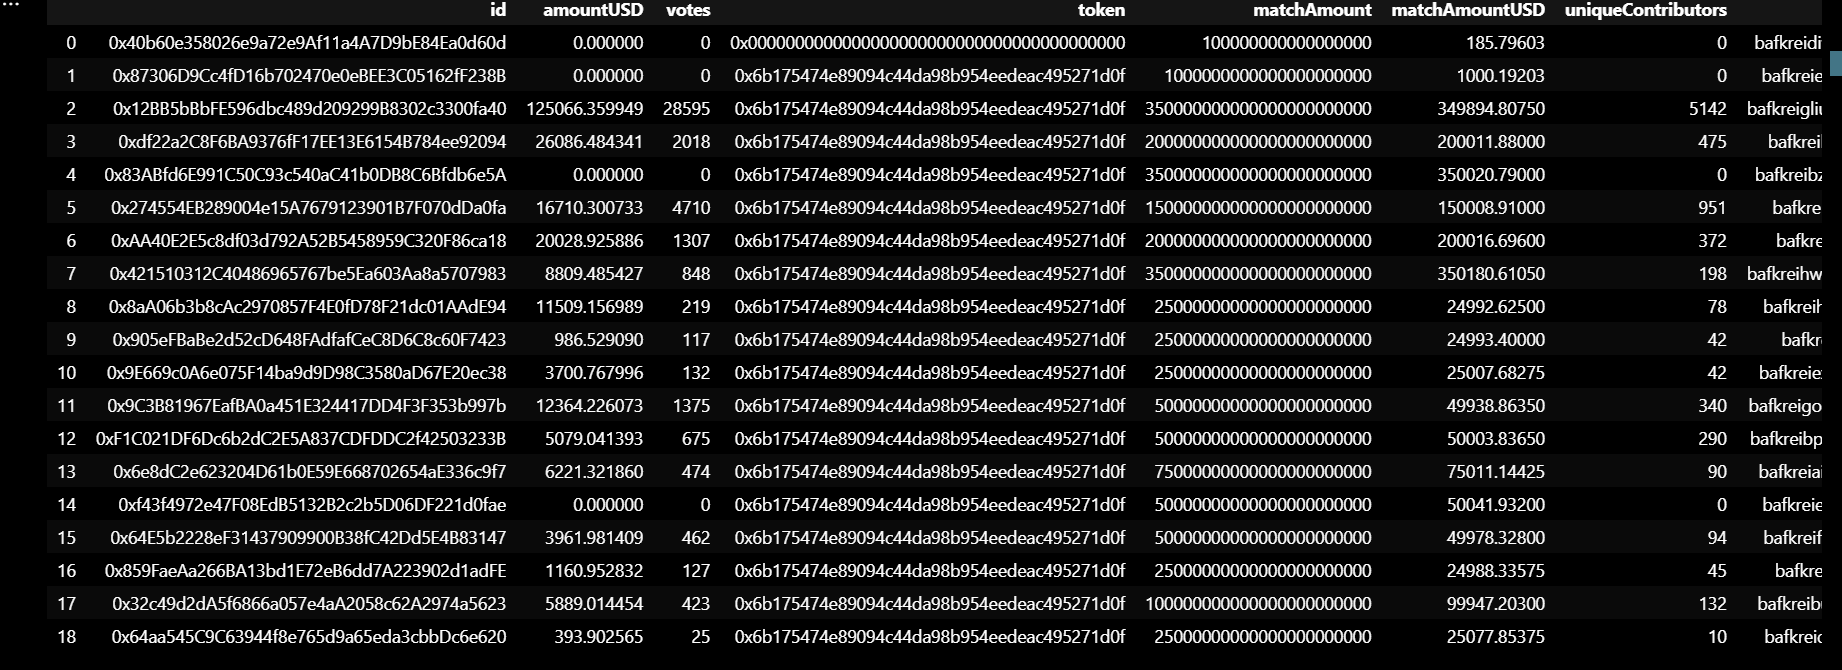 ... id amountUSD votes token matchAmount matchAmountUSD uniqueContributors
0 0x40b60e358026e9a72e9Af11a4A7D9bE84Ea0d60d 0.000000 0 0x0000000000000000000000000000000000000000 100000000000000000 185.79603 0 bafkreidi
1 0x87306D9Cc4fD16b702470e0eBEE3C05162fF238B 0.000000 0 0x6b175474e89094c44da98b954eedeac495271d0f 1000000000000000000000 1000.19203 0 bafkreie
2 0x12BB5bBbFE596dbc489d209299B8302c3300fa40 125066.359949 28595 0x6b175474e89094c44da98b954eedeac495271d0f 350000000000000000000000 349894.80750 5142 bafkreigliu
3 0xdf22a2C8F6BA9376fF17EE13E6154B784ee92094 26086.484341 2018 0x6b175474e89094c44da98b954eedeac495271d0f 200000000000000000000000 200011.88000 475 bafkreil
4 0x83ABfd6E991C50C93c540aC41b0DB8C6Bfdb6e5A 0.000000 0 0x6b175474e89094c44da98b954eedeac495271d0f 350000000000000000000000 350020.79000 0 bafkreibz
5 0x274554EB289004e15A7679123901B7F070dDa0fa 16710.300733 4710 0x6b175474e89094c44da98b954eedeac495271d0f 150000000000000000000000 150008.91000 951 bafkre
6 0xAA40E2E5c8df03d792A52B5458959C320F86ca18 20028.925886 1307 0x6b175474e89094c44da98b954eedeac495271d0f 200000000000000000000000 200016.69600 372 bafkre
7 0x421510312C40486965767be5Ea603Aa8a5707983 8809.485427 848 0x6b175474e89094c44da98b954eedeac495271d0f 350000000000000000000000 350180.61050 198 bafkreihw
8 0x8aA06b3b8cAc2970857F4E0fD78F21dc01AAdE94 11509.156989 219 0x6b175474e89094c44da98b954eedeac495271d0f 25000000000000000000000 24992.62500 78 bafkreih
9 0x905eFBaBe2d52cD648FAdfafCeC8D6C8c60F7423 986.529090 117 0x6b175474e89094c44da98b954eedeac495271d0f 25000000000000000000000 24993.40000 42 bafkr
10 0x9E669c0A6e075F14ba9d9D98C3580aD67E20ec38 3700.767996 132 0x6b175474e89094c44da98b954eedeac495271d0f 25000000000000000000000 25007.68275 42 bafkreiez
11 0x9C3B81967EafBA0a451E324417DD4F3F353b997b 12364.226073 1375 0x6b175474e89094c44da98b954eedeac495271d0f 50000000000000000000000 49938.86350 340 bafkreigo
12 0xF1C021DF6Dc6b2dC2E5A837CDFDDC2f42503233B 5079.041393 675 0x6b175474e89094c44da98b954eedeac495271d0f 50000000000000000000000 50003.83650 290 bafkreibp
13 0x6e8dC2e623204D61b0E59E668702654aE336c9f7 6221.321860 474 0x6b175474e89094c44da98b954eedeac495271d0f 75000000000000000000000 75011.14425 90 bafkreiai
14 0xf43f4972e47F08EdB5132B2c2b5D06DF221d0fae 0.000000 0 0x6b175474e89094c44da98b954eedeac495271d0f 50000000000000000000000 50041.93200 0 bafkreie
15 0x64E5b2228eF31437909900B38fC42Dd5E4B83147 3961.981409 462 0x6b175474e89094c44da98b954eedeac495271d0f 50000000000000000000000 49978.32800 94 bafkreif
16 0x859FaeAa266BA13bd1E72eB6dd7A223902d1adFE 1160.952832 127 0x6b175474e89094c44da98b954eedeac495271d0f 25000000000000000000000 24988.33575 45 bafkre
17 0x32c49d2dA5f6866a057e4aA2058c62A2974a5623 5889.014454 423 0x6b175474e89094c44da98b954eedeac495271d0f 100000000000000000000000 99947.20300 132 bafkreib
18 0x64aa545C9C63944f8e765d9a65eda3cbbDc6e620 393.902565 25 0x6b175474e89094c44da98b954eedeac495271d0f 25000000000000000000000 25077.85375 10 bafkreic